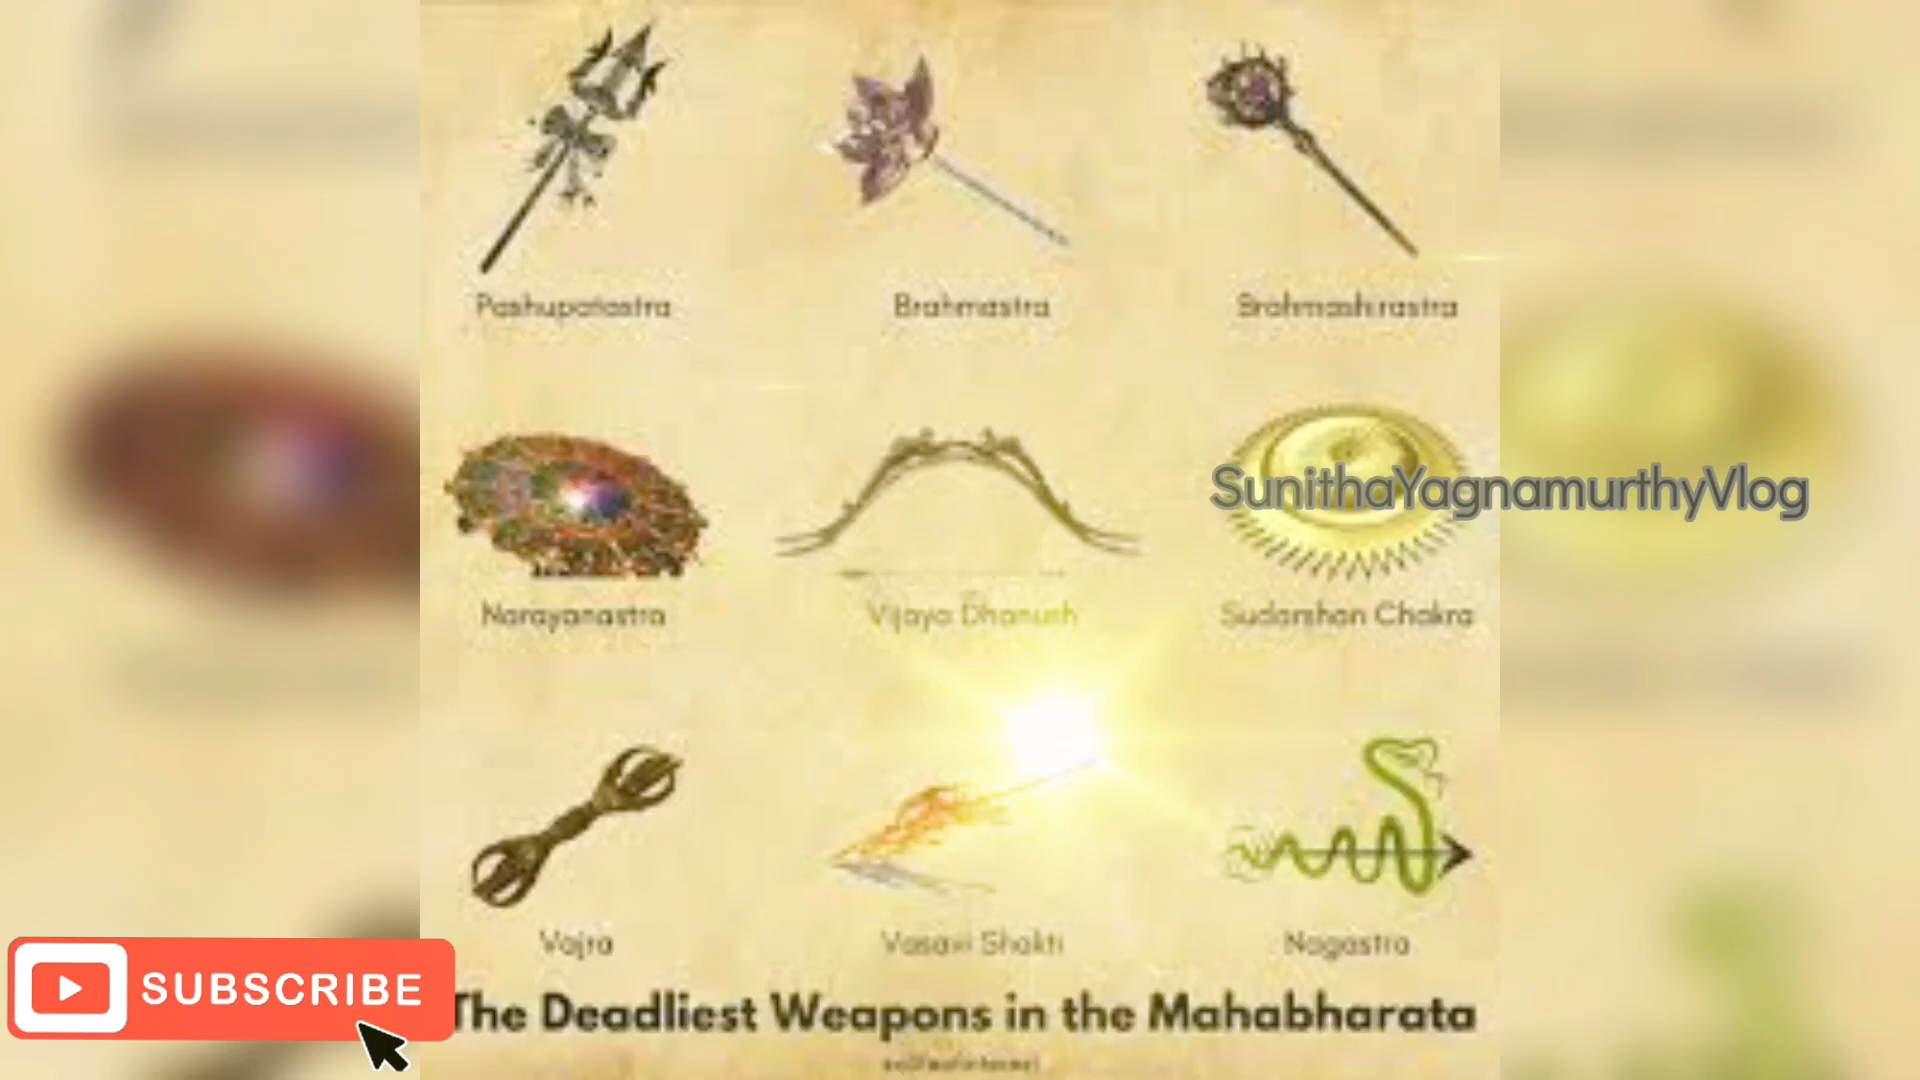 Pashupatastra
Brahmastra
Brahmashirastra
Narayanastra
Vijaya Dhanush
Sudarshan Chakra
SunithaYagnamurthyVlog
Vajra
Vasavi Shakti
Nagastra
SUBSCRIBE
The Deadliest Weapons in the Mahabharata